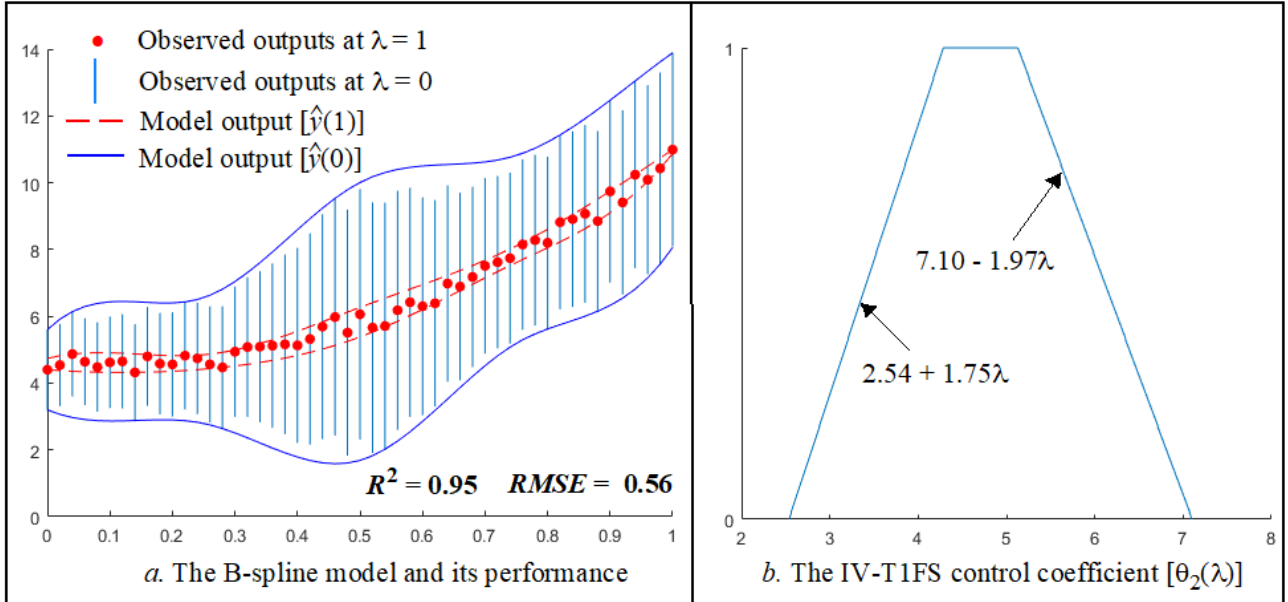 14
12
10
8
6
4
2
0
Observed outputs at λ = 1
Observed outputs at λ = 0
Model output [ŷ(1)]
Model output [ŷ(0)]
R² = 0.95 RMSE = 0.56
0 0.1 0.2 0.3 0.4 0.5 0.6 0.7 0.8 0.9 1
a. The B-spline model and its performance
1
0
7.10 - 1.97λ
2.54 + 1.75λ
2 3 4 5 6 7 8
b. The IV-T1FS control coefficient [θ₂(λ)]